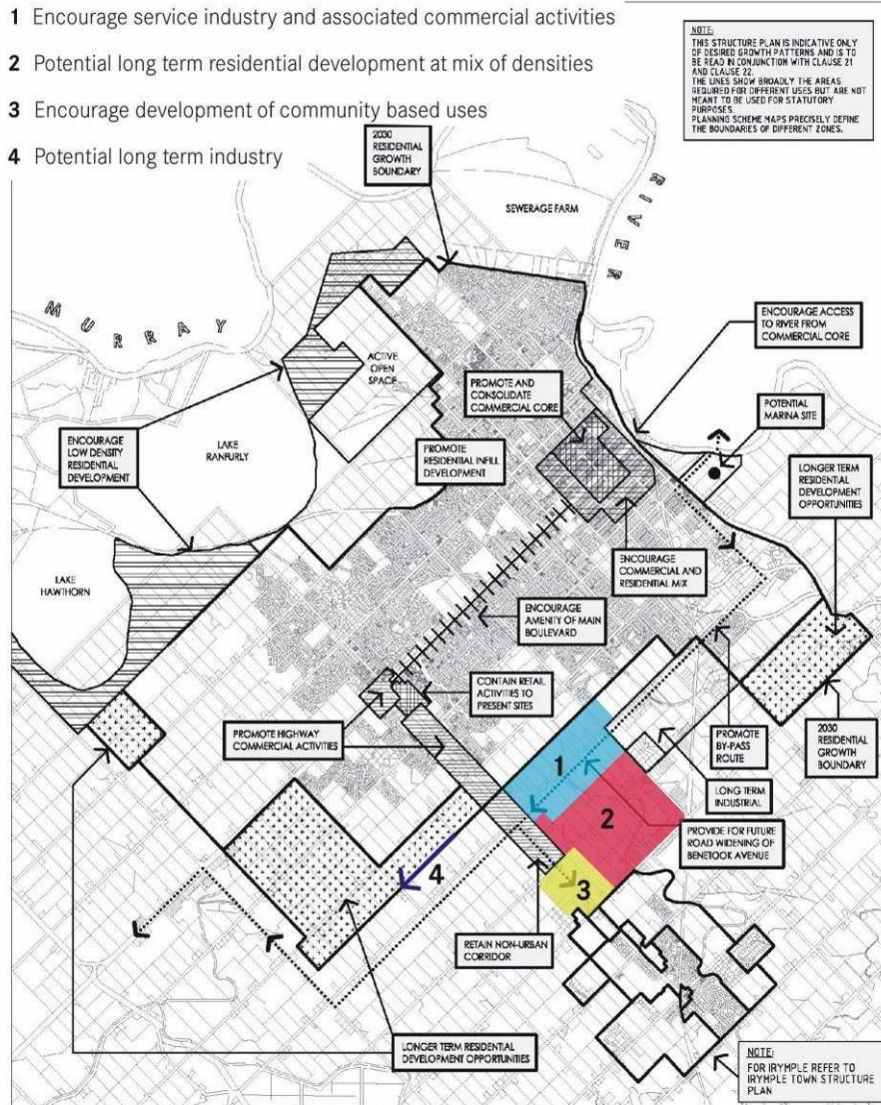 1 Encourage service industry and associated commercial activities
2 Potential long term residential development at mix of densities
3 Encourage development of community based uses
4 Potential long term industry
NOTE:
THIS STRUCTURE PLAN IS INDICATIVE ONLY
OF DESIRED GROWTH PATTERNS AND IS TO
BE READ IN CONJUNCTION WITH CLAUSE 21
AND CLAUSE 22.
THE LINES SHOW BROADLY THE AREAS
REQUIRED FOR DIFFERENT USES BUT ARE NOT
MEANT TO BE USED FOR STATUTORY
PURPOSES.
PLANNING SCHEME MAPS PRECISELY DEFINE
THE BOUNDARIES OF DIFFERENT ZONES.
2030
RESIDENTIAL
GROWTH
BOUNDARY
SEWERAGE FARM
RIVER
MURRAY
ENCOURAGE ACCESS
TO RIVER FROM
COMMERCIAL CORE
ACTIVE
OPEN
SPACE
PROMOTE AND
CONSOLIDATE
COMMERCIAL CORE
POTENTIAL
MARINA SITE
ENCOURAGE
LOW DENSITY
RESIDENTIAL
DEVELOPMENT
LAKE
RANFURLY
PROMOTE
RESIDENTIAL INFILL
DEVELOPMENT
LONGER TERM
RESIDENTIAL
DEVELOPMENT
OPPORTUNITIES
LAKE
HAWTHORN
ENCOURAGE
COMMERCIAL AND
RESIDENTIAL MIX
ENCOURAGE
AMENITY OF MAIN
BOULEVARD
CONTAIN RETAIL
ACTIVITIES TO
PRESENT SITES
PROMOTE HIGHWAY
COMMERCIAL ACTIVITIES
PROMOTE
BY-PASS
ROUTE
2030
RESIDENTIAL
GROWTH
BOUNDARY
1
LONG TERM
INDUSTRIAL
2
PROVIDE FOR FUTURE
ROAD WIDENING OF
BENETOOK AVENUE
4
3
RETAIN NON-URBAN
CORRIDOR
LONGER TERM RESIDENTIAL
DEVELOPMENT OPPORTUNITIES
NOTE:
FOR IRYMPLE REFER TO
IRYMPLE TOWN STRUCTURE
PLAN